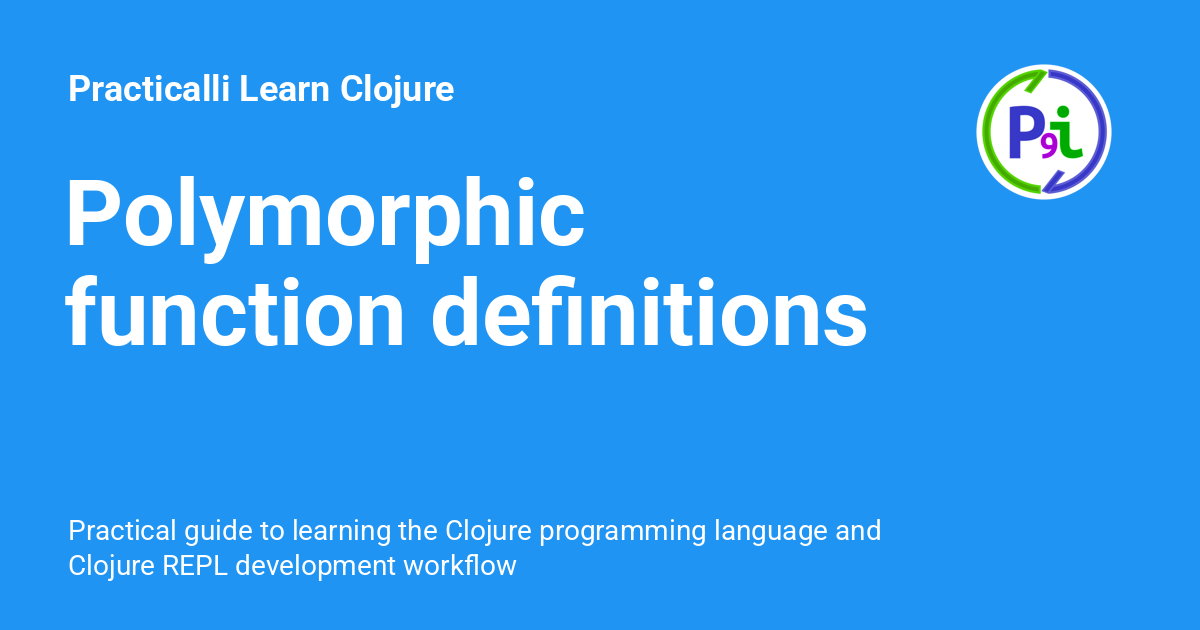 Practicalli Learn Clojure
P9i
Polymorphic
function definitions
Practical guide to learning the Clojure programming language and
Clojure REPL development workflow